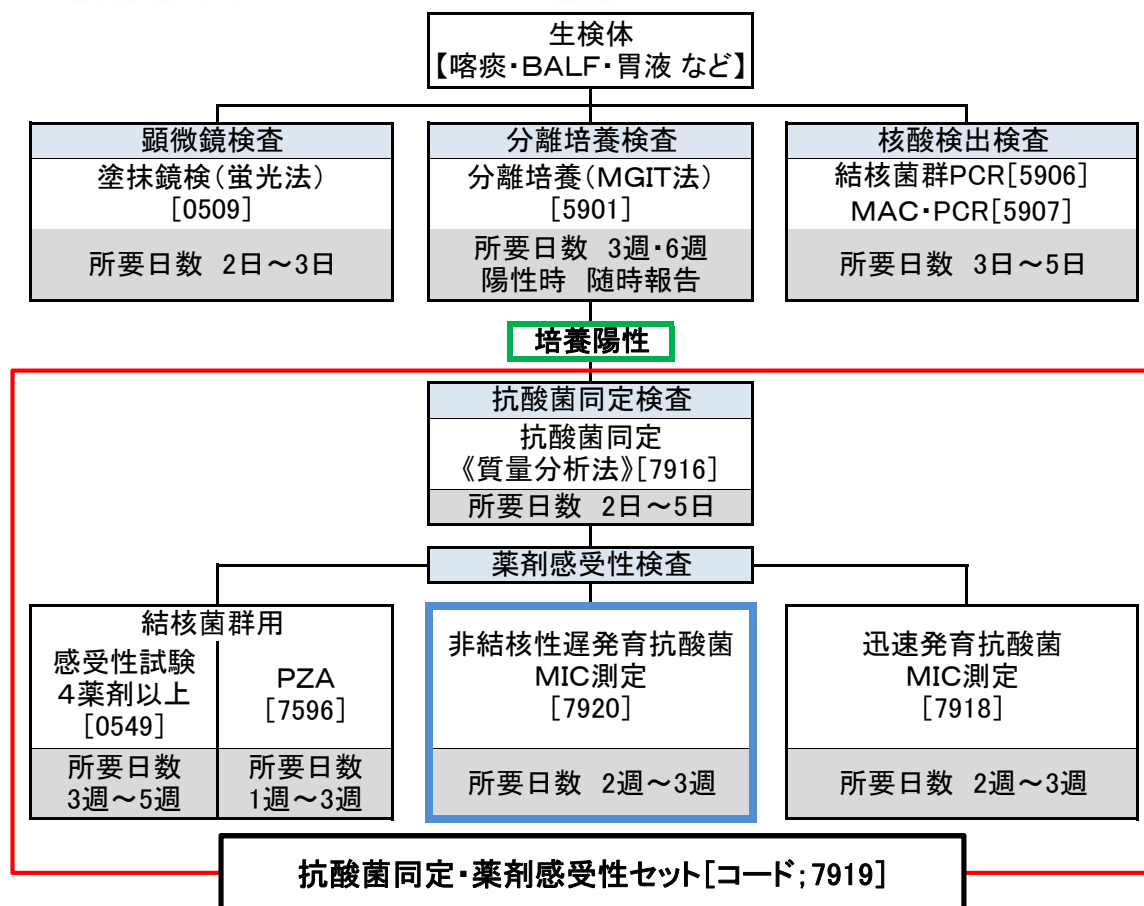 生検体
【喀痰・BALF・胃液 など】
顕微鏡検査
塗抹鏡検(蛍光法)
[0509]
所要日数 2日～3日
分離培養検査
分離培養(MGIT法)
[5901]
所要日数 3週・6週
陽性時 随時報告
核酸検出検査
結核菌群PCR[5906]
MAC・PCR[5907]
所要日数 3日～5日
培養陽性
抗酸菌同定検査
抗酸菌同定
《質量分析法》[7916]
所要日数 2日～5日
薬剤感受性検査
結核菌群用
感受性試験
4薬剤以上
[0549]
所要日数
3週～5週
PZA
[7596]
所要日数
1週～3週
非結核性遅発育抗酸菌
MIC測定
[7920]
所要日数 2週～3週
迅速発育抗酸菌
MIC測定
[7918]
所要日数 2週～3週
抗酸菌同定・薬剤感受性セット[コード;7919]